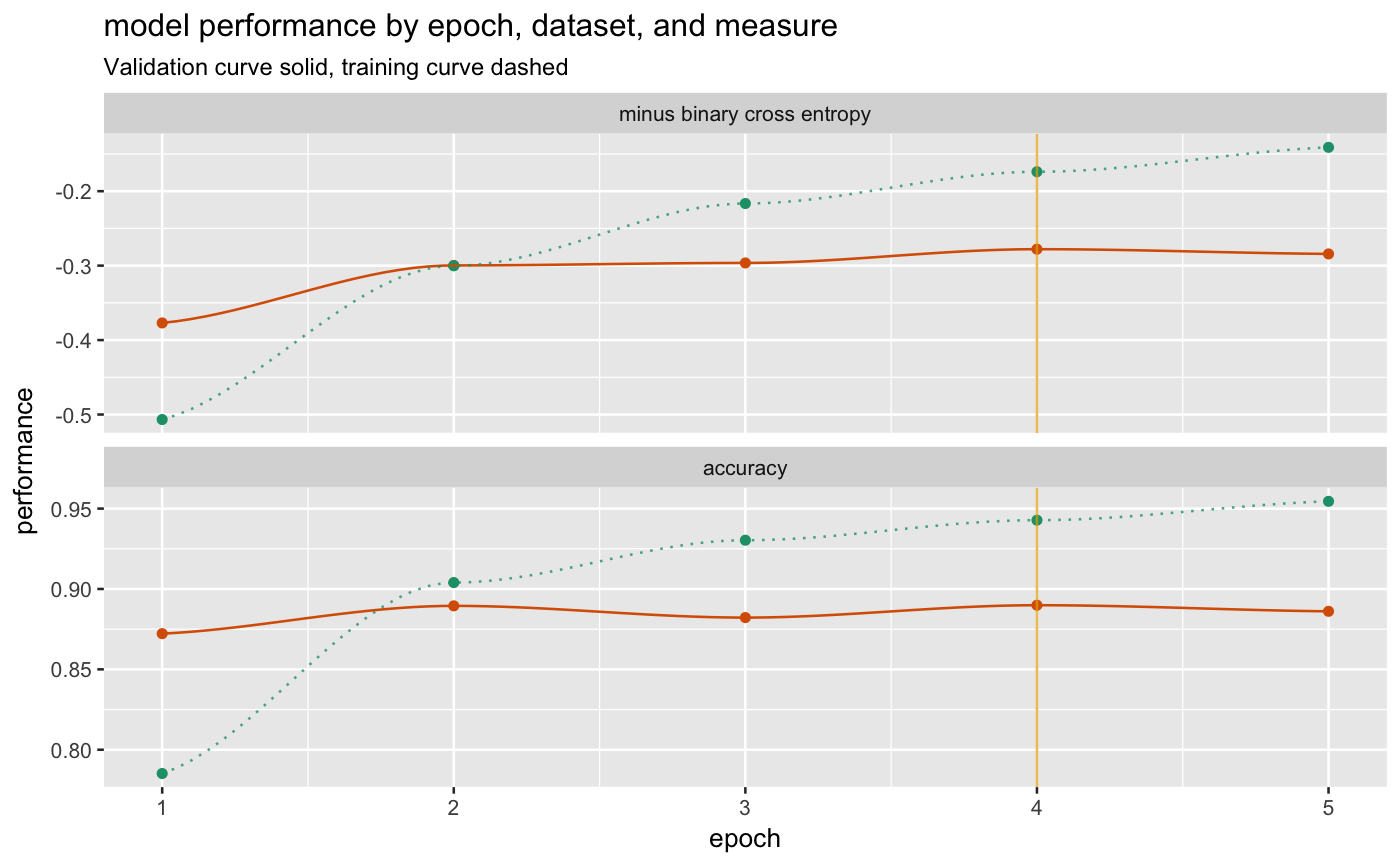 model performance by epoch, dataset, and measure
Validation curve solid, training curve dashed
minus binary cross entropy
-0.2
-0.3
-0.4
-0.5
performance
accuracy
0.95
0.90
0.85
0.80
1 2 3 4 5
epoch